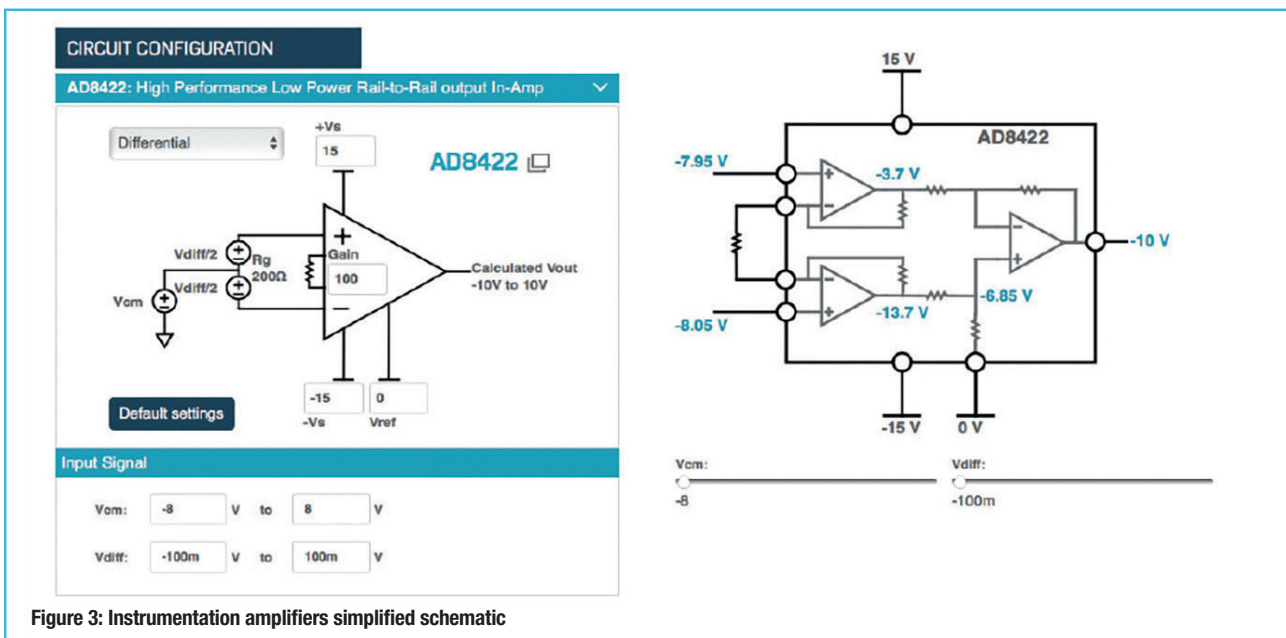 CIRCUIT CONFIGURATION
AD8422: High Performance Low Power Rail-to-Rail output In-Amp
Differential
+Vs
15
AD8422
Vdiff/2
Rg
200Ω
Vdiff/2
Vcm
+
Gain
100
−
Calculated Vout
-10V to 10V
-15
-Vs
0
Vref
Default settings
Input Signal
Vcm: -8 V to 8 V
Vdiff: -100m V to 100m V
15 V
AD8422
-7.95 V
-3.7 V
-10 V
-6.85 V
-13.7 V
-8.05 V
-15 V
0 V
Vcm:
-8
Vdiff:
-100m
Figure 3: Instrumentation amplifiers simplified schematic